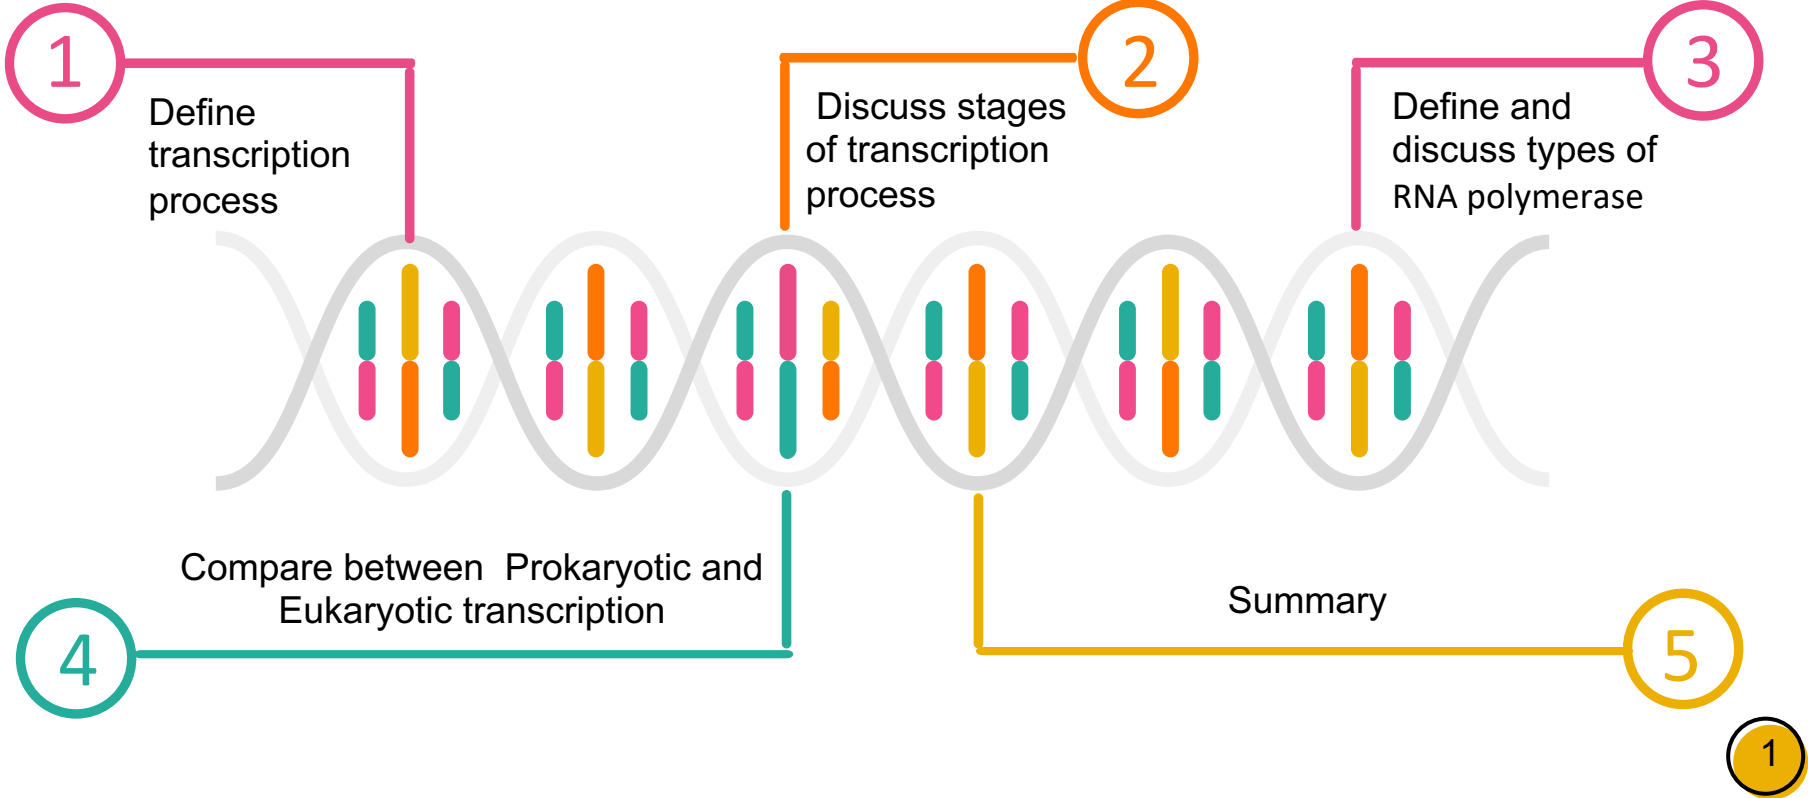 1
Define
transcription
process
2
Discuss stages
of transcription
process
3
Define and
discuss types of
RNA polymerase
4
Compare between  Prokaryotic and
Eukaryotic transcription
5
Summary
1